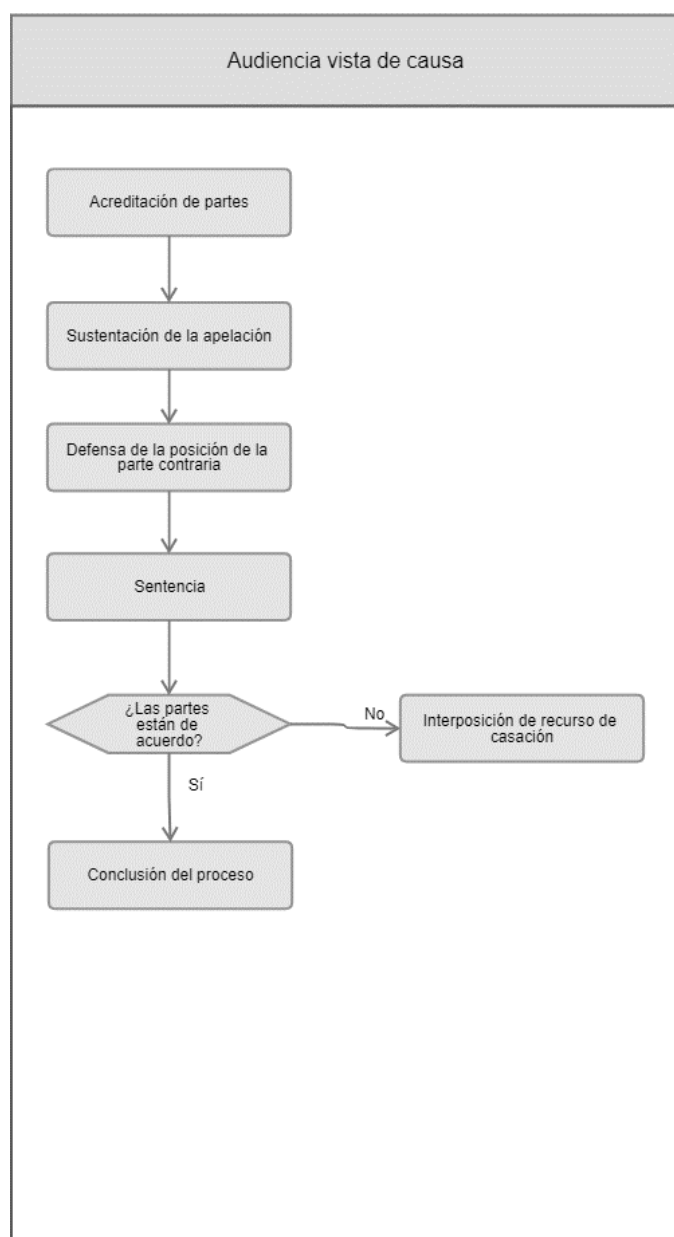 Audiencia vista de causa
Acreditación de partes
Sustentación de la apelación
Defensa de la posición de la
parte contraria
Sentencia
¿Las partes
están de
acuerdo?
No
Interposición de recurso de
casación
Sí
Conclusión del proceso